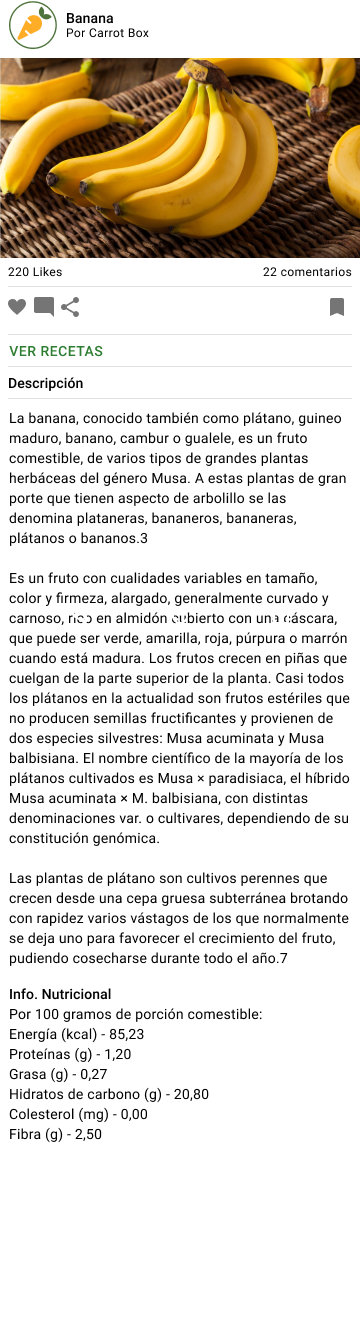 Banana
Por Carrot Box
220 Likes
22 comentarios
VER RECETAS
Descripción
La banana, conocido también como plátano, guineo
maduro, banano, cambur o gualele, es un fruto
comestible, de varios tipos de grandes plantas
herbáceas del género Musa. A estas plantas de gran
porte que tienen aspecto de arbolillo se las
denomina plataneras, bananeros, bananeras,
plátanos o bananos.3
Es un fruto con cualidades variables en tamaño,
color y firmeza, alargado, generalmente curvado y
carnoso, rico en almidón cubierto con una cáscara,
que puede ser verde, amarilla, roja, púrpura o marrón
cuando está madura. Los frutos crecen en piñas que
cuelgan de la parte superior de la planta. Casi todos
los plátanos en la actualidad son frutos estériles que
no producen semillas fructificantes y provienen de
dos especies silvestres: Musa acuminata y Musa
balbisiana. El nombre científico de la mayoría de los
plátanos cultivados es Musa × paradisiaca, el híbrido
Musa acuminata × M. balbisiana, con distintas
denominaciones var. o cultivares, dependiendo de su
constitución genómica.
Las plantas de plátano son cultivos perennes que
crecen desde una cepa gruesa subterránea brotando
con rapidez varios vástagos de los que normalmente
se deja uno para favorecer el crecimiento del fruto,
pudiendo cosecharse durante todo el año.7
Info. Nutricional
Por 100 gramos de porción comestible:
Energía (kcal) - 85,23
Proteínas (g) - 1,20
Grasa (g) - 0,27
Hidratos de carbono (g) - 20,80
Colesterol (mg) - 0,00
Fibra (g) - 2,50